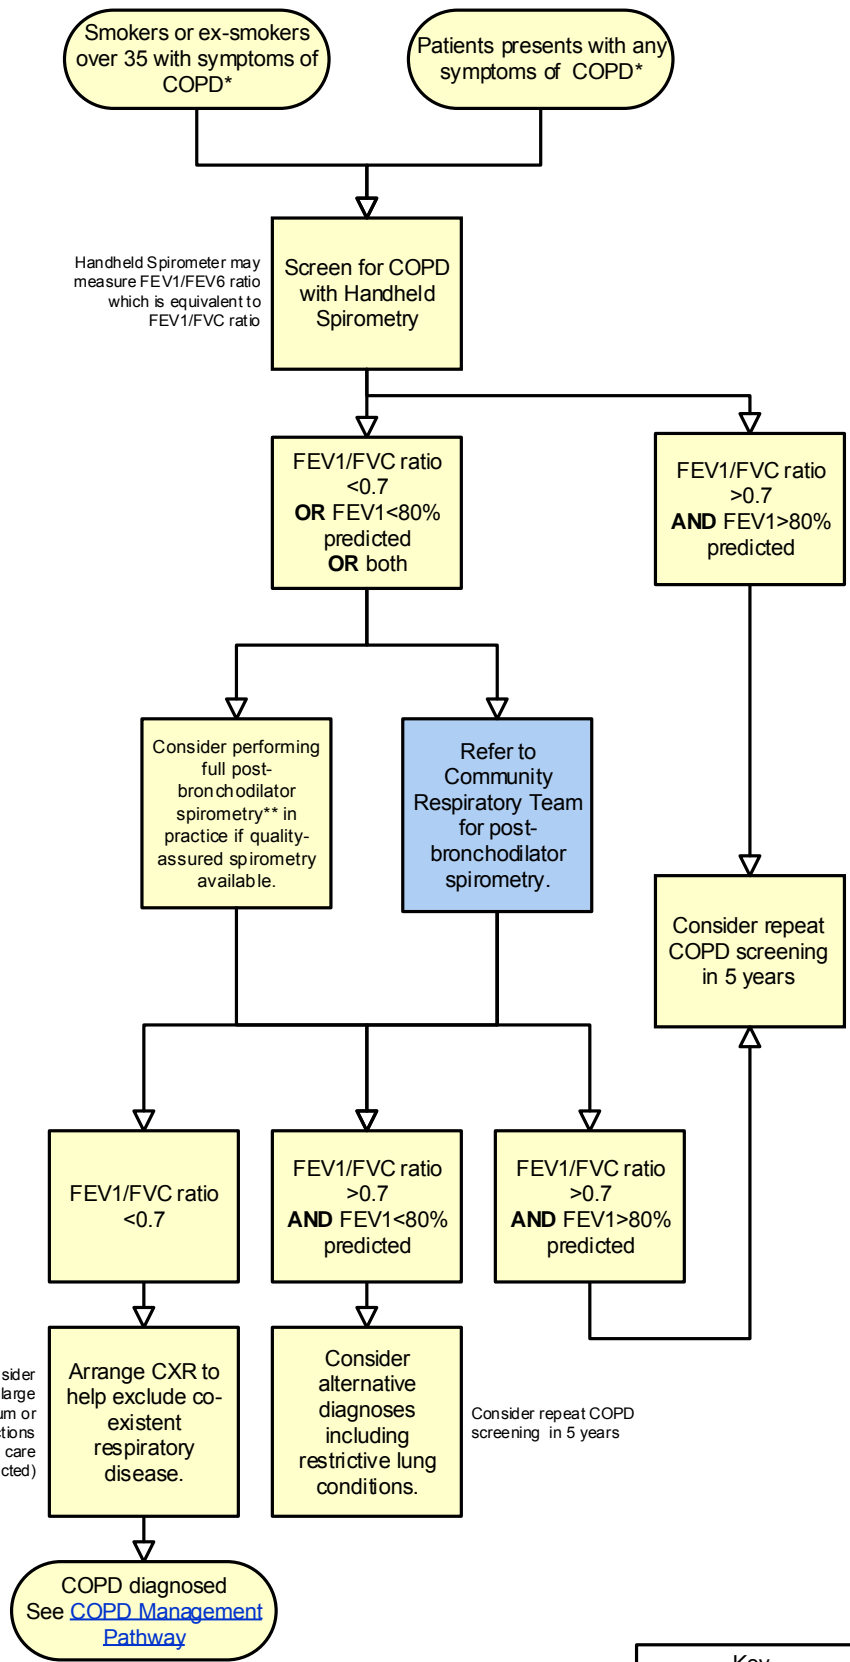 Smokers or ex-smokers
over 35 with symptoms of
COPD*
Patients presents with any
symptoms of COPD*
Handheld Spirometer may
measure FEV1/FEV6 ratio
which is equivalent to
FEV1/FVC ratio
Screen for COPD
with Handheld
Spirometry
FEV1/FVC ratio
<0.7
OR FEV1<80%
predicted
OR both
FEV1/FVC ratio
>0.7
AND FEV1>80%
predicted
Consider performing
full post-
bronchodilator
spirometry** in
practice if quality-
assured spirometry
available.
Refer to
Community
Respiratory Team
for post-
bronchodilator
spirometry.
Consider repeat
COPD screening
in 5 years
FEV1/FVC ratio
<0.7
FEV1/FVC ratio
>0.7
AND FEV1<80%
predicted
FEV1/FVC ratio
>0.7
AND FEV1>80%
predicted
large
or
care
Arrange CXR to
help exclude co-
existent
respiratory
disease.
Consider
alternative
diagnoses
including
restrictive lung
conditions.
Consider repeat COPD
screening in 5 years
COPD diagnosed
See COPD Management
Pathway
Key